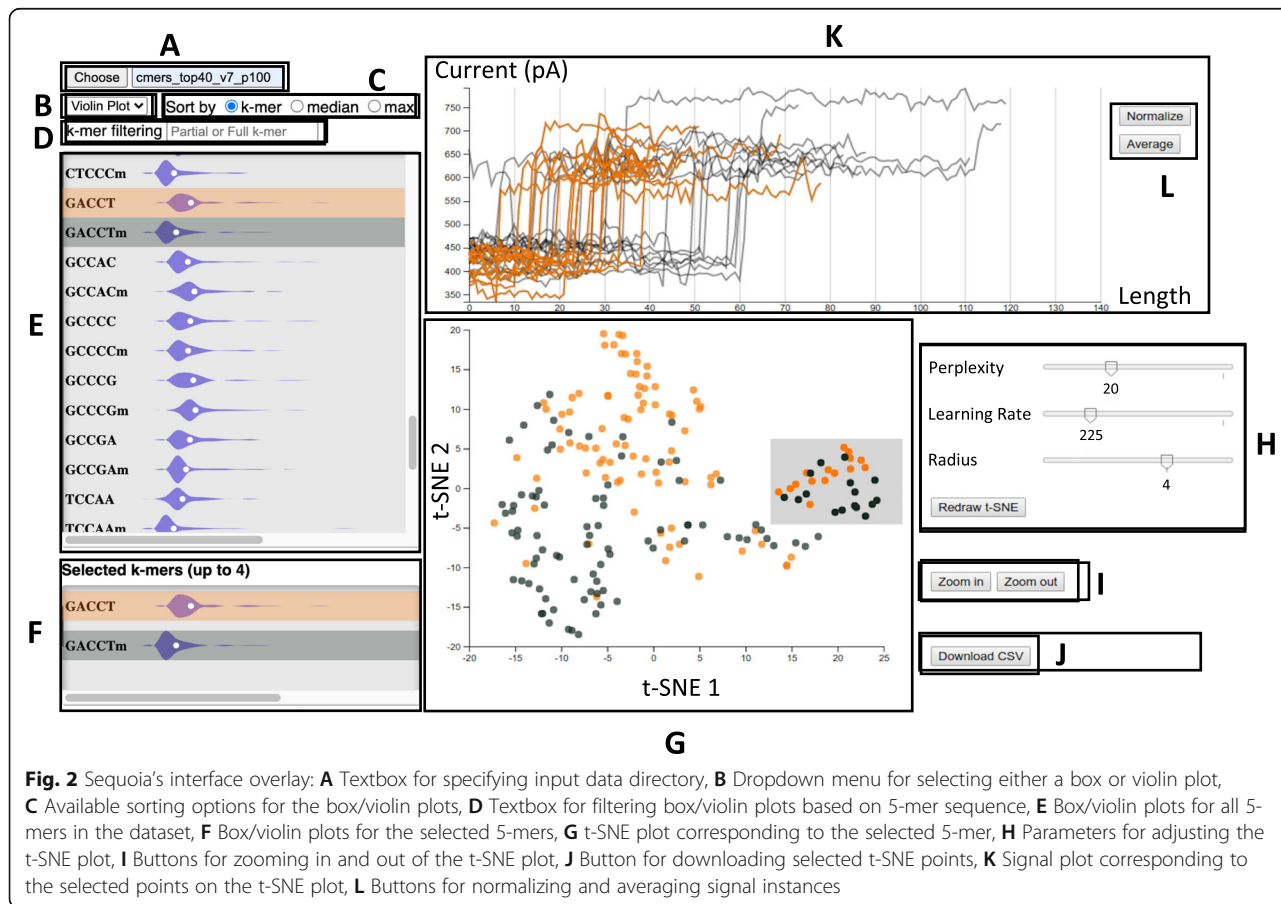 A
K
Choose cmers_top40_v7_p100
C
B
Violin Plot
Sort by k-mer median max
D
k-mer filtering Partial or Full k-mer
E
CTCCCm
GACCT
GACCTm
GCCAC
GCCACm
GCCCC
GCCCCm
GCCCG
GCCCGm
GCCGA
GCCGAm
TCCAA
TCCAAm
Selected k-mers (up to 4)
F
GACCT
GACCTm
Current (pA)
750
700
650
600
550
500
450
400
350
0 10 20 30 40 50 60 70 80 90 100 110 120 130 140
Length
Normalize
Average
L
20
15
10
5
0
-5
-10
-15
-20
t-SNE 2
-20 -15 -10 -5 0 5 10 15 20 25
t-SNE 1
G
Perplexity
20
Learning Rate
225
Radius
4
Redraw t-SNE
H
Zoom in Zoom out
I
Download CSV
J
Fig. 2 Sequoia's interface overlay: A Textbox for specifying input data directory, B Dropdown menu for selecting either a box or violin plot,
C Available sorting options for the box/violin plots, D Textbox for filtering box/violin plots based on 5-mer sequence, E Box/violin plots for all 5-
mers in the dataset, F Box/violin plots for the selected 5-mers, G t-SNE plot corresponding to the selected 5-mer, H Parameters for adjusting the
t-SNE plot, I Buttons for zooming in and out of the t-SNE plot, J Button for downloading selected t-SNE points, K Signal plot corresponding to
the selected points on the t-SNE plot, L Buttons for normalizing and averaging signal instances